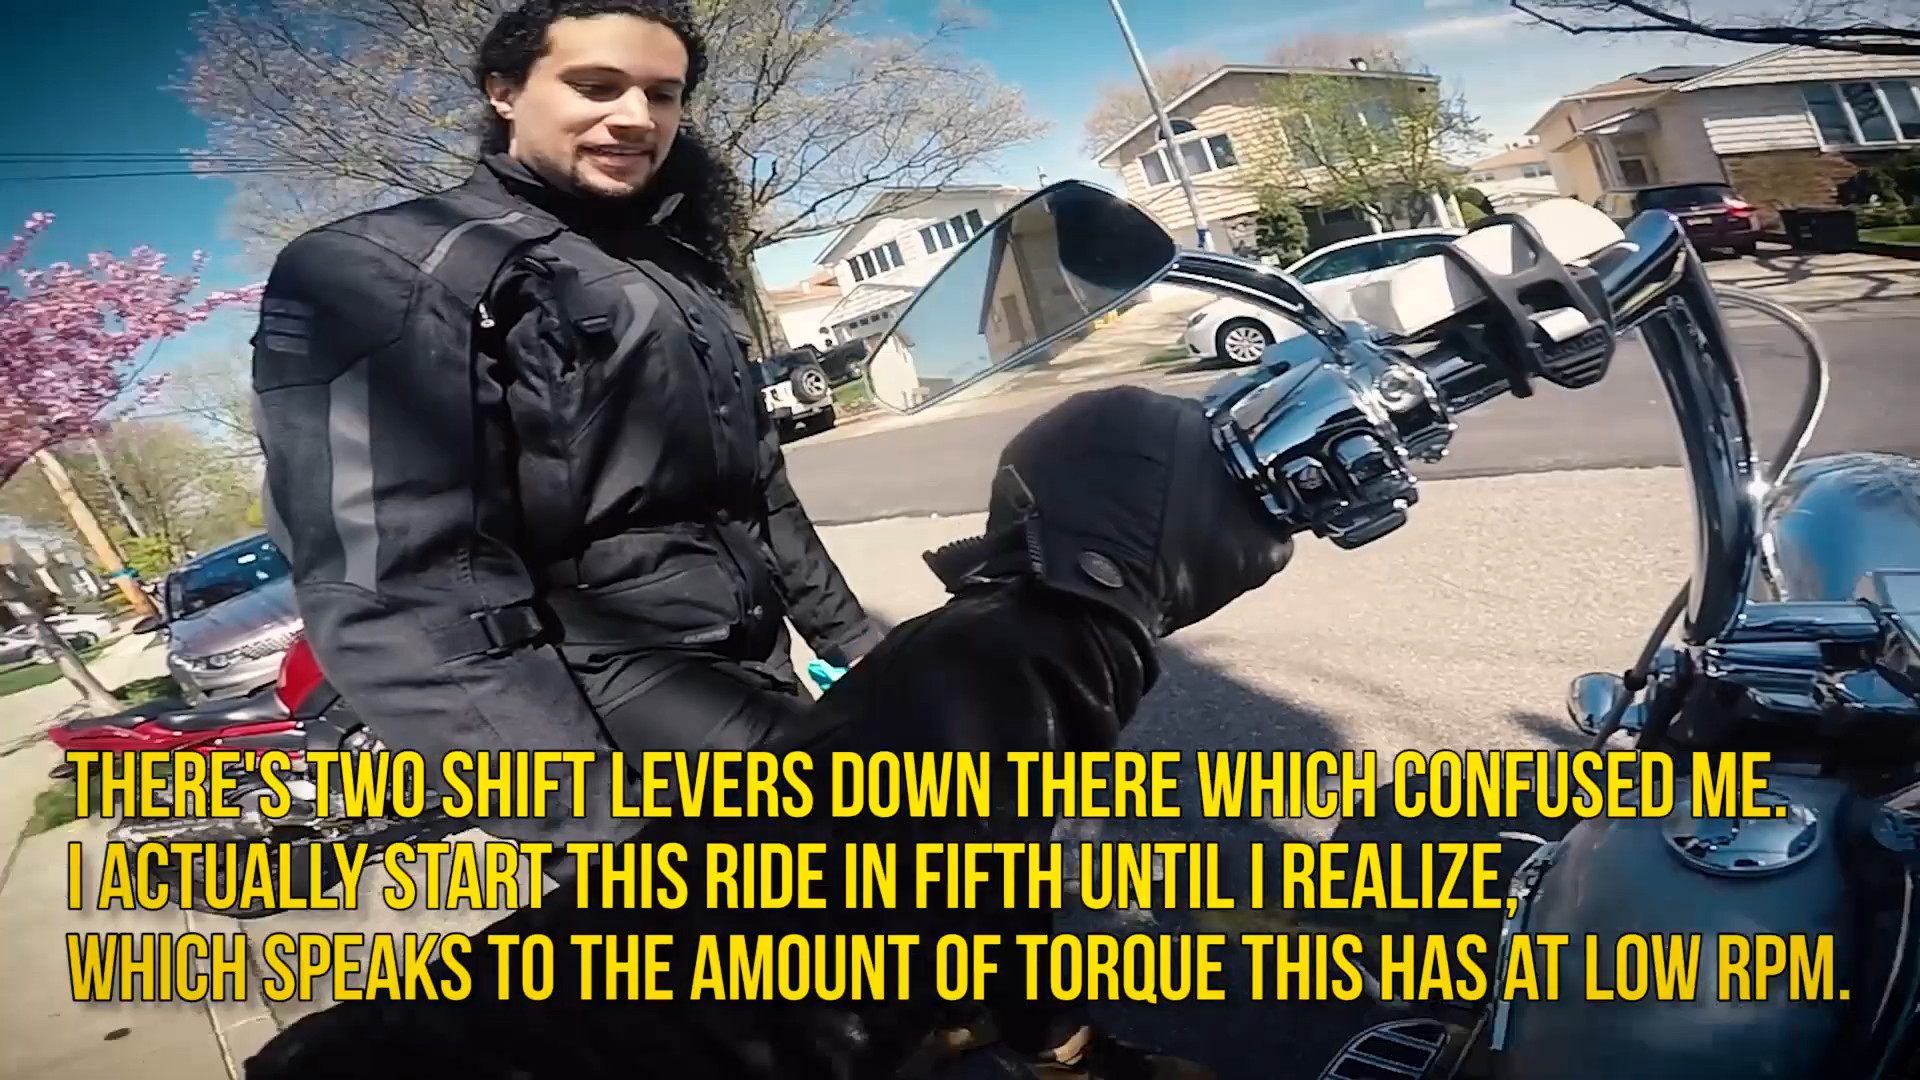 THERE'S TWO SHIFT LEVERS DOWN THERE WHICH CONFUSED ME.
I ACTUALLY START THIS RIDE IN FIFTH UNTIL I REALIZE,
WHICH SPEAKS TO THE AMOUNT OF TORQUE THIS HAS AT LOW RPM.